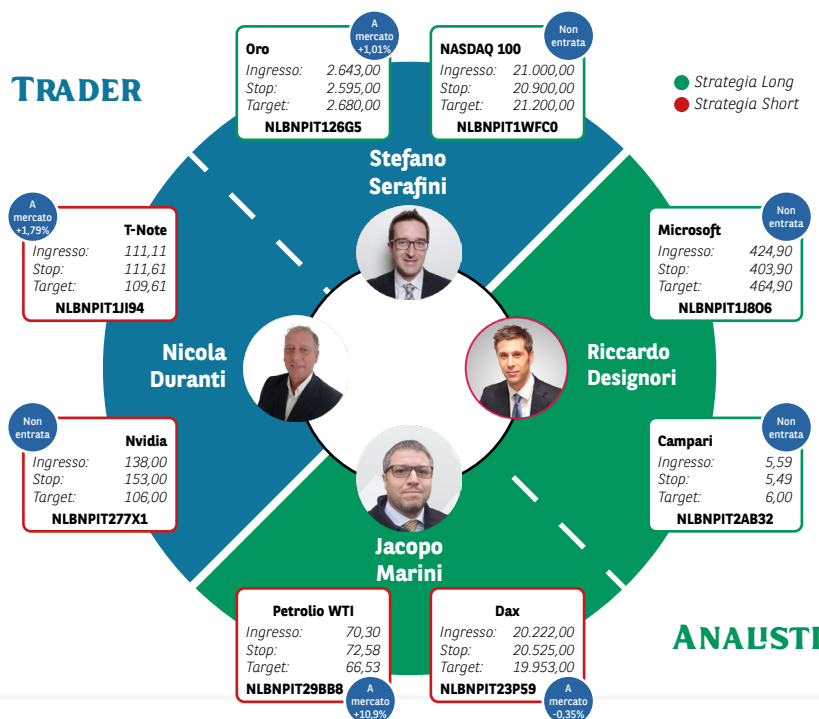 TRADER
A
mercato
+1,01%
Oro
Ingresso: 2.643,00
Stop: 2.595,00
Target: 2.680,00
NLBNPIT126G5
Non
entrata
NASDAQ 100
Ingresso: 21.000,00
Stop: 20.900,00
Target: 21.200,00
NLBNPIT1WFC0
Strategia Long
Strategia Short
Stefano
Serafini
A
mercato
+1,79%
T-Note
Ingresso: 111,11
Stop: 111,61
Target: 109,61
NLBNPIT1JI94
Non
entrata
Microsoft
Ingresso: 424,90
Stop: 403,90
Target: 464,90
NLBNPIT1J8O6
Nicola
Duranti
Riccardo
Designori
Non
entrata
Nvidia
Ingresso: 138,00
Stop: 153,00
Target: 106,00
NLBNPIT277X1
Non
entrata
Campari
Ingresso: 5,59
Stop: 5,49
Target: 6,00
NLBNPIT2AB32
Jacopo
Marini
Petrolio WTI
Ingresso: 70,30
Stop: 72,58
Target: 66,53
NLBNPIT29BB8
A
mercato
+10,9%
Dax
Ingresso: 20.222,00
Stop: 20.525,00
Target: 19.953,00
NLBNPIT23P59
A
mercato
-0,35%
ANALISTI